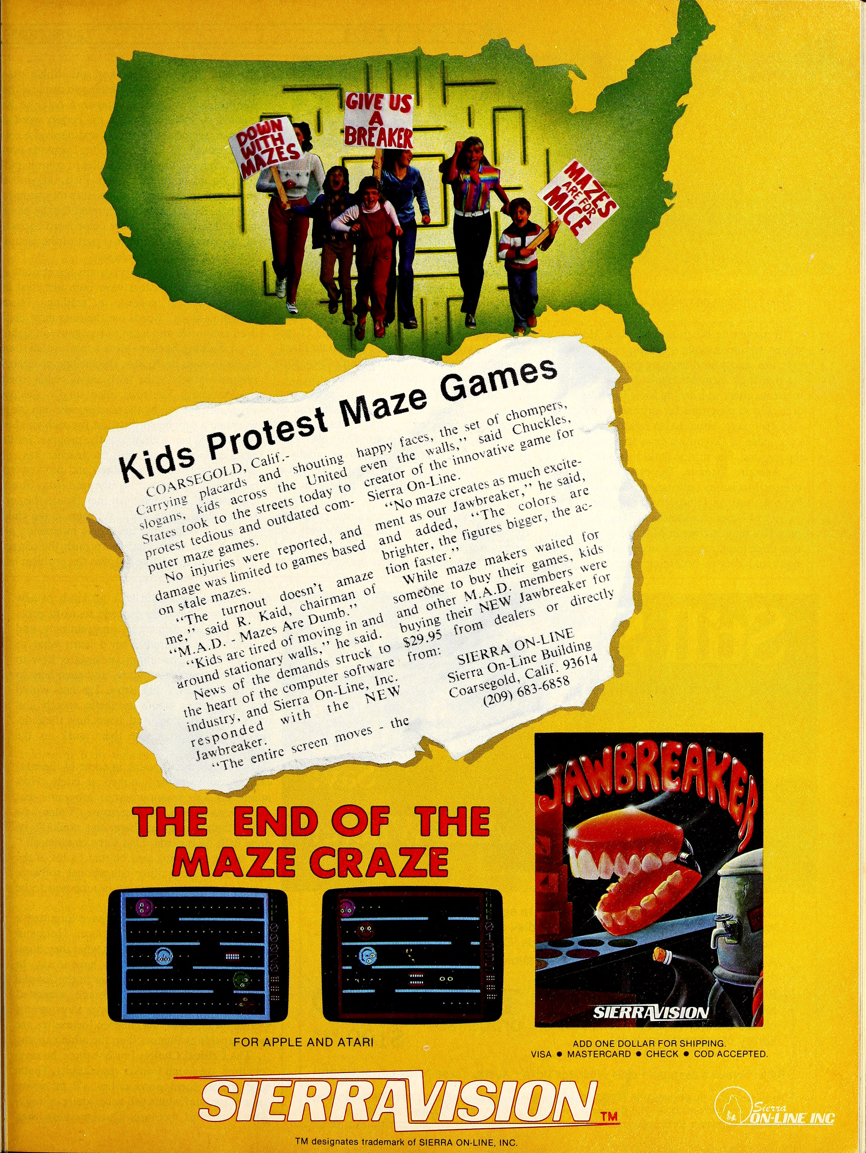 DOWN
WITH
MAZES
GIVE US
A
BREAKER
MAZES
ARE FOR
MICE
Kids Protest Maze Games
COARSEGOLD, Calif.-
Carrying placards and shouting
slogans, kids across the United
States took to the streets today to
protest tedious and outdated com-
puter maze games.
No injuries were reported, and
damage was limited to games based
on stale mazes.
"The turnout doesn't amaze
me," said R. Kaid, chairman of
"M.A.D. - Mazes Are Dumb."
"Kids are tired of moving in and
around stationary walls," he said.
News of the demands struck to
the heart of the computer software
industry, and Sierra On-Line, Inc.
responded with the NEW
Jawbreaker.
"The entire screen moves - the
happy faces, the set of chompers,
even the walls," said Chuckles,
creator of the innovative game for
Sierra On-Line.
"No maze creates as much excite-
ment as our Jawbreaker," he said,
and added, "The colors are
brighter, the figures bigger, the ac-
tion faster."
While maze makers waited for
someone to buy their games, kids
and other M.A.D. members were
buying their NEW Jawbreaker for
$29.95 from dealers or directly
from:
SIERRA ON-LINE
Sierra On-Line Building
Coarsegold, Calif. 93614
(209) 683-6858
THE END OF THE
MAZE CRAZE
JAWBREAKER
SIERRAVISION
FOR APPLE AND ATARI
ADD ONE DOLLAR FOR SHIPPING.
VISA ● MASTERCARD ● CHECK ● COD ACCEPTED.
SIERRAVISION TM
Sierra
ON-LINE INC
TM designates trademark of SIERRA ON-LINE, INC.